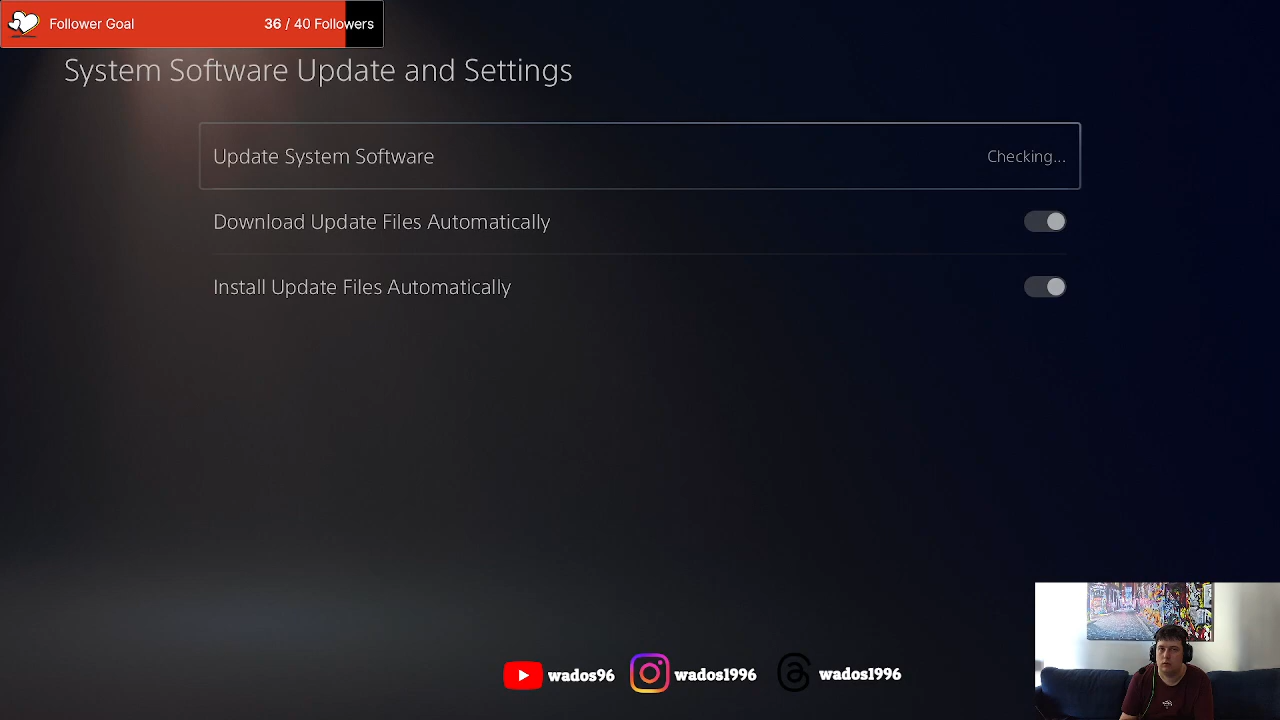 Follower Goal 36 / 40 Followers
System Software Update and Settings
Update System Software Checking...
Download Update Files Automatically
Install Update Files Automatically
wados96 wados1996 wados1996